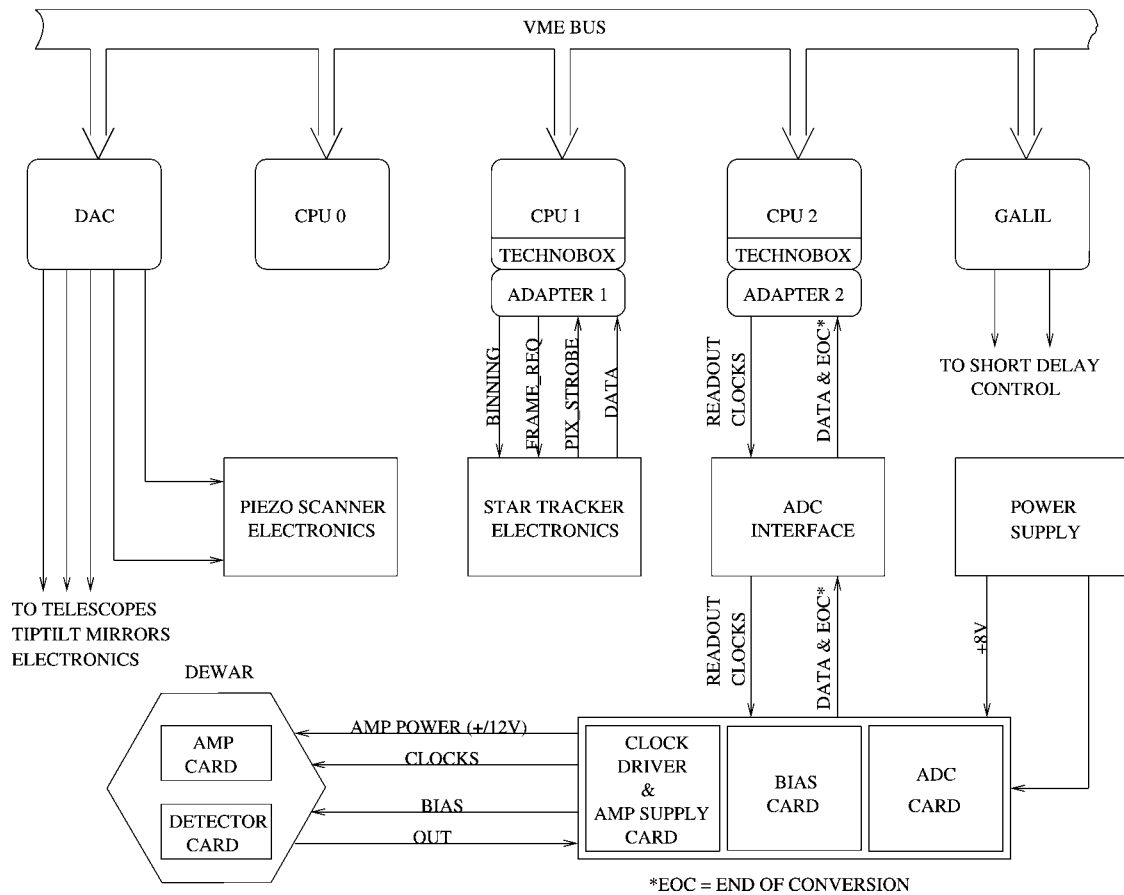 VME BUS
DAC
CPU 0
CPU 1
CPU 2
GALIL
TECHNOBOX
TECHNOBOX
ADAPTER 1
ADAPTER 2
BINNING
FRAME_REQ
PIX_STROBE
DATA
READOUT
CLOCKS
DATA & EOC*
TO SHORT DELAY
CONTROL
PIEZO SCANNER
ELECTRONICS
STAR TRACKER
ELECTRONICS
ADC
INTERFACE
POWER
SUPPLY
TO TELESCOPES
TIPTILT MIRRORS
ELECTRONICS
READOUT
CLOCKS
DATA & EOC*
+8V
DEWAR
AMP
CARD
DETECTOR
CARD
AMP POWER (+/12V)
CLOCKS
BIAS
OUT
CLOCK
DRIVER
&
AMP SUPPLY
CARD
BIAS
CARD
ADC
CARD
*EOC = END OF CONVERSION